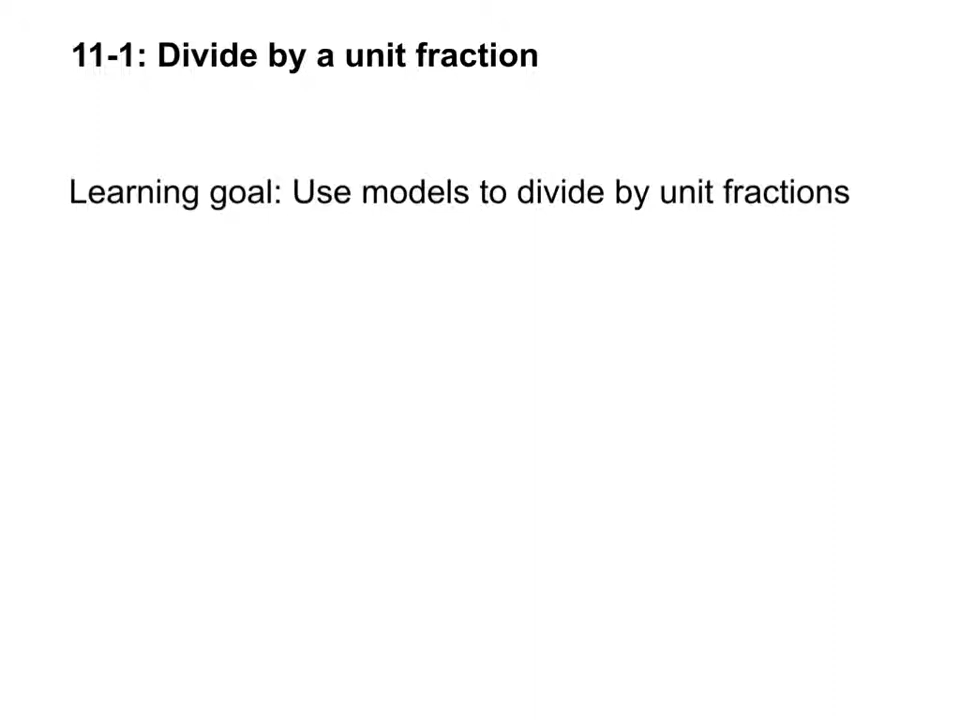 11-1: Divide by a unit fraction
Learning goal: Use models to divide by unit fractions